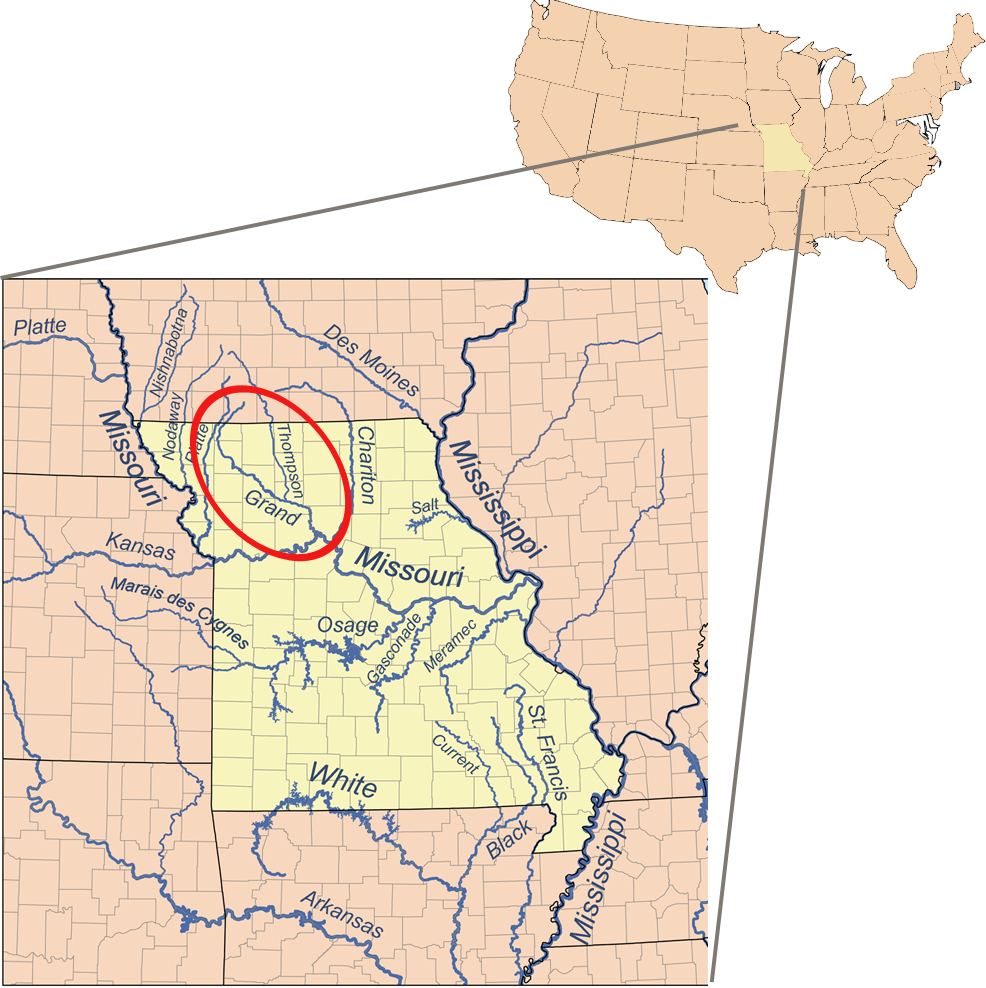 Platte
Nishnabotna
Des Moines
Nodaway
Platte
Missouri
Thompson
Chariton
Mississippi
Grand
Salt
Kansas
Missouri
Marais des Cygnes
Osage
Gasconade
Meramec
St. Francis
Current
White
Black
Mississippi
Arkansas